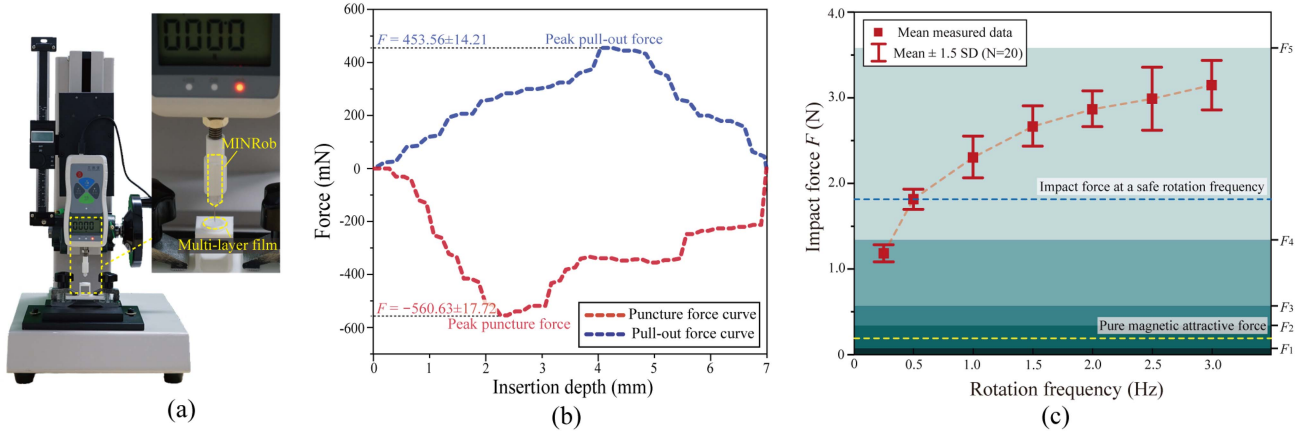 (a)
0000
MINRob
Multi-layer film
0000
600
400
200
0
-200
-400
-600
Force (mN)
F = 453.56±14.21
Peak pull-out force
F = −560.63±17.72
Peak puncture force
Puncture force curve
Pull-out force curve
0 1 2 3 4 5 6 7
Insertion depth (mm)
(b)
4.0
3.0
2.0
1.0
0
Impact force F (N)
Mean measured data
Mean ± 1.5 SD (N=20)
Impact force at a safe rotation frequency
Pure magnetic attractive force
F5
F4
F3
F2
F1
0.5 1.0 1.5 2.0 2.5 3.0
Rotation frequency (Hz)
(c)